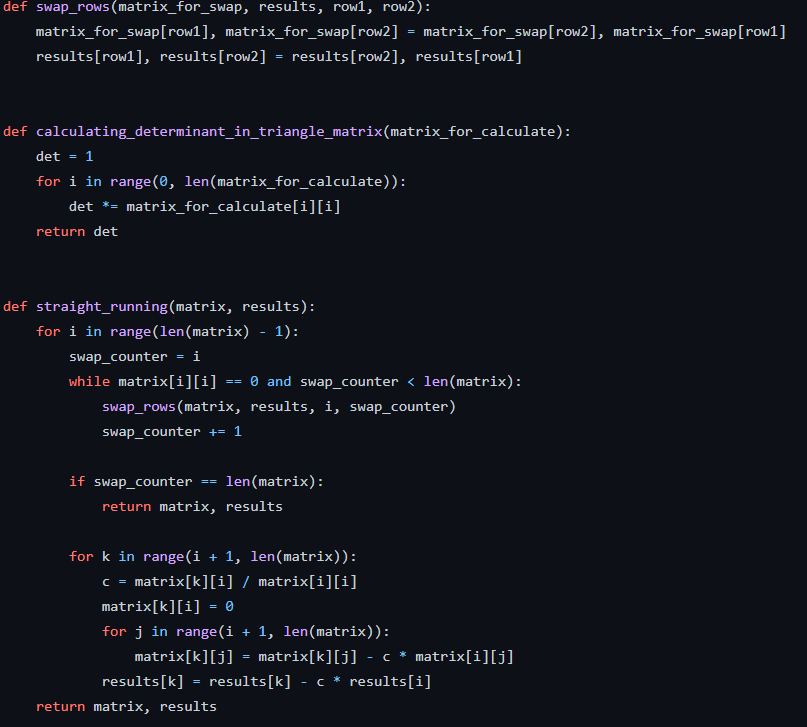 def swap_rows(matrix_for_swap, results, row1, row2):
    matrix_for_swap[row1], matrix_for_swap[row2] = matrix_for_swap[row2], matrix_for_swap[row1]
    results[row1], results[row2] = results[row2], results[row1]


def calculating_determinant_in_triangle_matrix(matrix_for_calculate):
    det = 1
    for i in range(0, len(matrix_for_calculate)):
        det *= matrix_for_calculate[i][i]
    return det


def straight_running(matrix, results):
    for i in range(len(matrix) - 1):
        swap_counter = i
        while matrix[i][i] == 0 and swap_counter < len(matrix):
            swap_rows(matrix, results, i, swap_counter)
            swap_counter += 1

        if swap_counter == len(matrix):
            return matrix, results

        for k in range(i + 1, len(matrix)):
            c = matrix[k][i] / matrix[i][i]
            matrix[k][i] = 0
            for j in range(i + 1, len(matrix)):
                matrix[k][j] = matrix[k][j] - c * matrix[i][j]
            results[k] = results[k] - c * results[i]
    return matrix, results